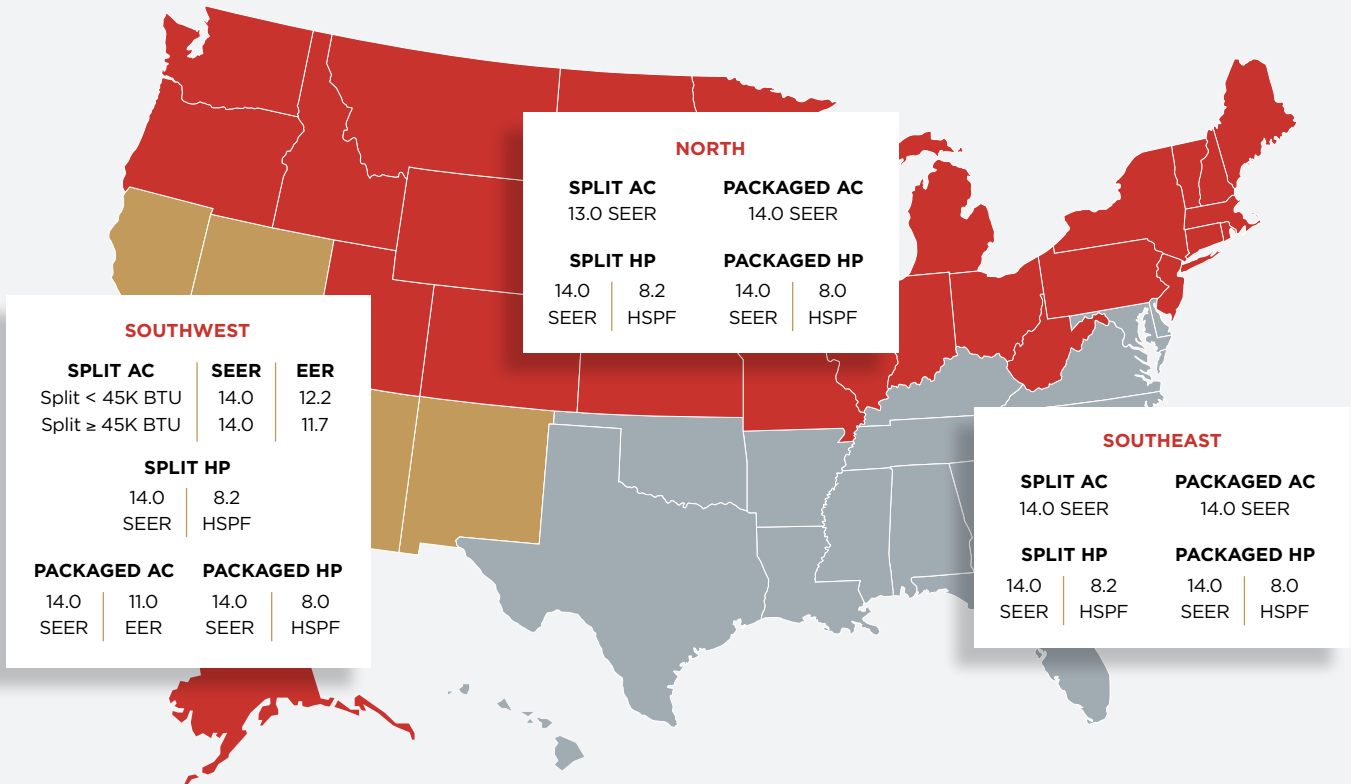 NORTH
SPLIT AC PACKAGED AC
13.0 SEER 14.0 SEER
SPLIT HP PACKAGED HP
14.0 8.2 14.0 8.0
SEER HSPF SEER HSPF
SOUTHWEST
SPLIT AC SEER EER
Split < 45K BTU 14.0 12.2
Split ≥ 45K BTU 14.0 11.7
SPLIT HP
14.0 8.2
SEER HSPF
PACKAGED AC PACKAGED HP
14.0 11.0 14.0 8.0
SEER EER SEER HSPF
SOUTHEAST
SPLIT AC PACKAGED AC
14.0 SEER 14.0 SEER
SPLIT HP PACKAGED HP
14.0 8.2 14.0 8.0
SEER HSPF SEER HSPF